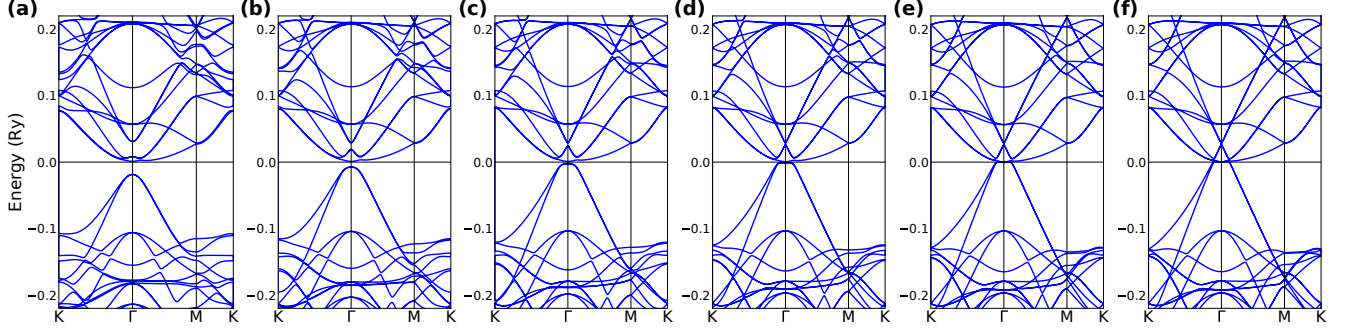 (a) (b) (c) (d) (e) (f)
Energy (Ry)
0.2 0.2 0.2 0.2 0.2 0.2
0.1 0.1 0.1 0.1 0.1 0.1
0.0 0.0 0.0 0.0 0.0 0.0
−0.1 −0.1 −0.1 −0.1 −0.1 −0.1
−0.2 −0.2 −0.2 −0.2 −0.2 −0.2
K Γ M K K Γ M K K Γ M K K Γ M K K Γ M K K Γ M K